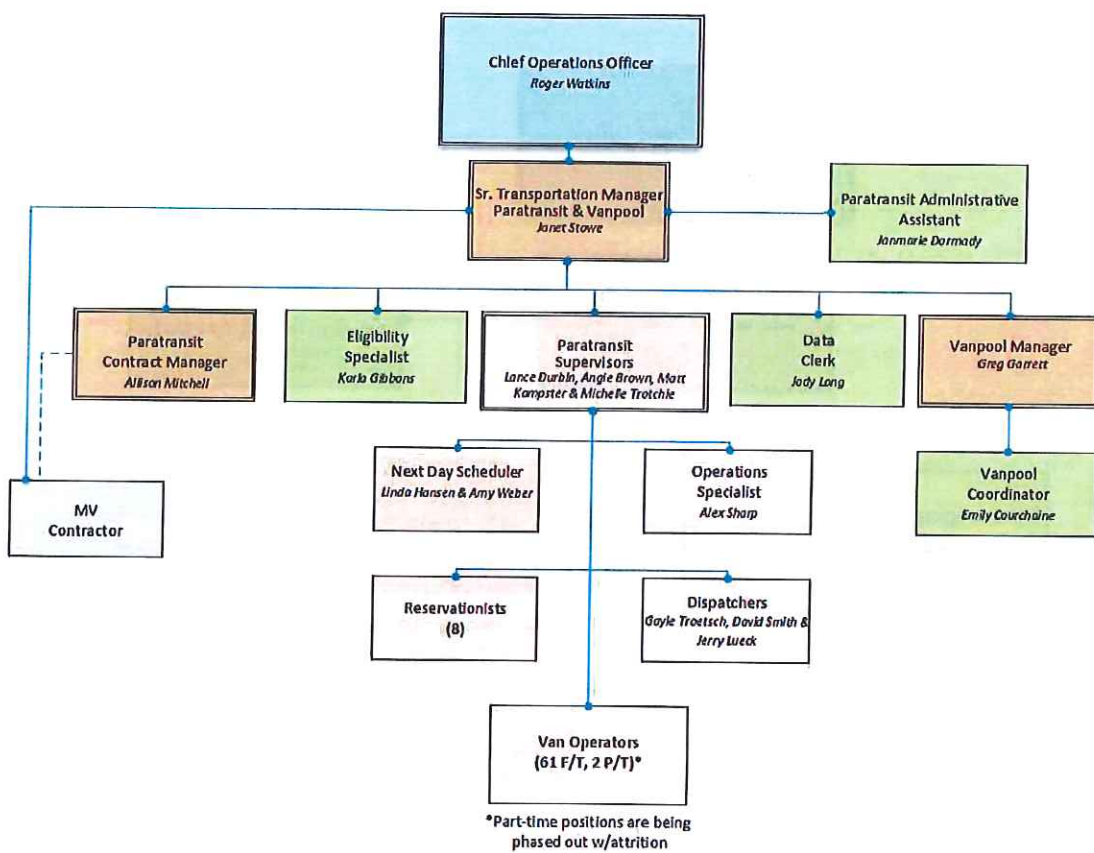 Chief Operations Officer
Roger Watkins
Sr. Transportation Manager
Paratransit & Vanpool
Janet Stowe
Paratransit Administrative
Assistant
Janmarie Dormady
Paratransit
Contract Manager
Allison Mitchell
Eligibility
Specialist
Karla Gibbons
Paratransit
Supervisors
Lance Durbin, Angie Brown, Matt
Kompster & Michelle Trotchie
Data
Clerk
Jody Long
Vanpool Manager
Greg Garrett
Next Day Scheduler
Linda Hansen & Amy Weber
Operations
Specialist
Alex Sharp
Vanpool
Coordinator
Emily Courchaine
MV
Contractor
Reservationists
(8)
Dispatchers
Gayle Troetsch, David Smith &
Jerry Lueck
Van Operators
(61 F/T, 2 P/T)*
*Part-time positions are being
phased out w/attrition